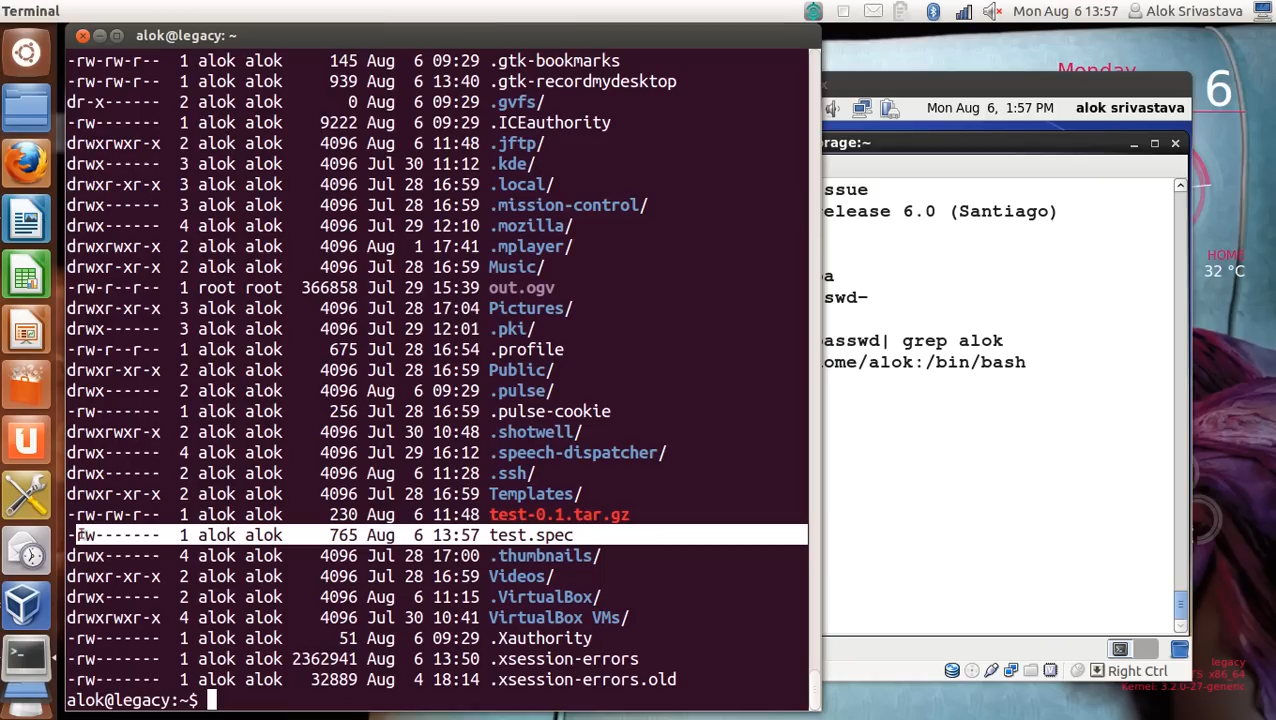 Terminal
Mon Aug 6 13:57
Alok Srivastava
alok@legacy: ~
-rw-rw-r-- 1 alok alok 145 Aug 6 09:29 .gtk-bookmarks
-rw-rw-r-- 1 alok alok 939 Aug 6 13:40 .gtk-recordmydesktop
dr-x------ 2 alok alok 0 Aug 6 09:29 .gvfs/
-rw------- 1 alok alok 9222 Aug 6 09:29 .ICEauthority
drwxrwxr-x 2 alok alok 4096 Aug 6 11:48 .jftp/
drwx------ 3 alok alok 4096 Jul 30 11:12 .kde/
drwxr-xr-x 3 alok alok 4096 Jul 28 16:59 .local/
drwx------ 3 alok alok 4096 Jul 28 16:59 .mission-control/
drwx------ 4 alok alok 4096 Jul 29 12:10 .mozilla/
drwxrwxr-x 2 alok alok 4096 Aug 1 17:41 .mplayer/
drwxr-xr-x 2 alok alok 4096 Jul 28 16:59 Music/
-rw-r--r-- 1 root root 366858 Jul 29 15:39 out.ogv
drwxr-xr-x 3 alok alok 4096 Jul 28 17:04 Pictures/
drwx------ 3 alok alok 4096 Jul 29 12:01 .pki/
-rw-r--r-- 1 alok alok 675 Jul 28 16:54 .profile
drwxr-xr-x 2 alok alok 4096 Jul 28 16:59 Public/
drwx------ 2 alok alok 4096 Aug 6 09:29 .pulse/
-rw------- 1 alok alok 256 Jul 28 16:59 .pulse-cookie
drwxrwxr-x 2 alok alok 4096 Jul 30 10:48 .shotwell/
drwx------ 4 alok alok 4096 Jul 29 16:12 .speech-dispatcher/
drwx------ 2 alok alok 4096 Aug 6 11:28 .ssh/
drwxr-xr-x 2 alok alok 4096 Jul 28 16:59 Templates/
-rw-rw-r-- 1 alok alok 230 Aug 6 11:48 test-0.1.tar.gz
-rw------- 1 alok alok 765 Aug 6 13:57 test.spec
drwx------ 4 alok alok 4096 Jul 28 17:00 .thumbnails/
drwxr-xr-x 2 alok alok 4096 Jul 28 16:59 Videos/
drwx------ 2 alok alok 4096 Aug 6 11:15 .VirtualBox/
drwxrwxr-x 4 alok alok 4096 Jul 30 10:41 VirtualBox VMs/
-rw------- 1 alok alok 51 Aug 6 09:29 .Xauthority
-rw------- 1 alok alok 2362941 Aug 6 13:50 .xsession-errors
-rw------- 1 alok alok 32889 Aug 4 18:14 .xsession-errors.old
alok@legacy:~$
Monday
6
Mon Aug 6, 1:57 PM alok srivastava
orage:~
ssue
elease 6.0 (Santiago)
a
swd-
asswd| grep alok
ome/alok:/bin/bash
HOME
32 °C
Right Ctrl
legacy
TS x86_64
Kernel: 3.2.0-27-generic